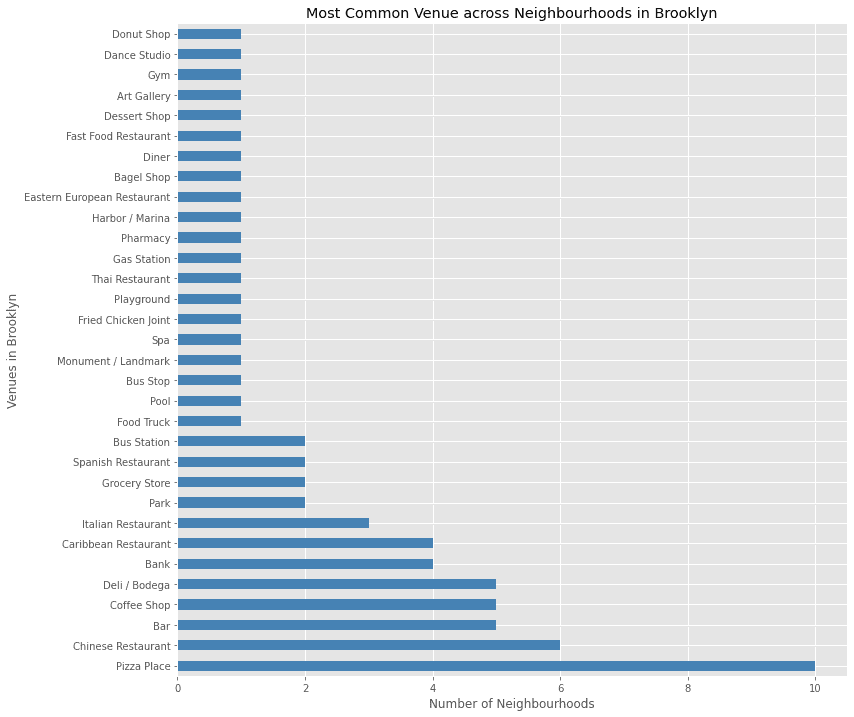 Most Common Venue across Neighbourhoods in Brooklyn
Donut Shop
Dance Studio
Gym
Art Gallery
Dessert Shop
Fast Food Restaurant
Diner
Bagel Shop
Eastern European Restaurant
Harbor / Marina
Pharmacy
Gas Station
Thai Restaurant
Playground
Fried Chicken Joint
Spa
Monument / Landmark
Bus Stop
Pool
Food Truck
Bus Station
Spanish Restaurant
Grocery Store
Park
Italian Restaurant
Caribbean Restaurant
Bank
Deli / Bodega
Coffee Shop
Bar
Chinese Restaurant
Pizza Place
Venues in Brooklyn
0 2 4 6 8 10
Number of Neighbourhoods